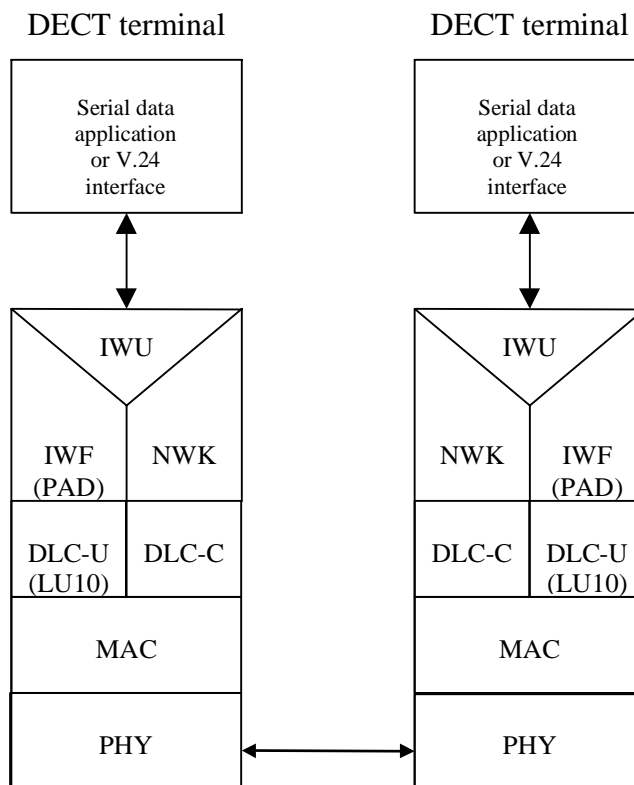 DECT terminal
Serial data
application
or V.24
interface
IWU
IWF
(PAD)
NWK
DLC-U
(LU10)
DLC-C
MAC
PHY
DECT terminal
Serial data
application
or V.24
interface
IWU
NWK
IWF
(PAD)
DLC-C
DLC-U
(LU10)
MAC
PHY